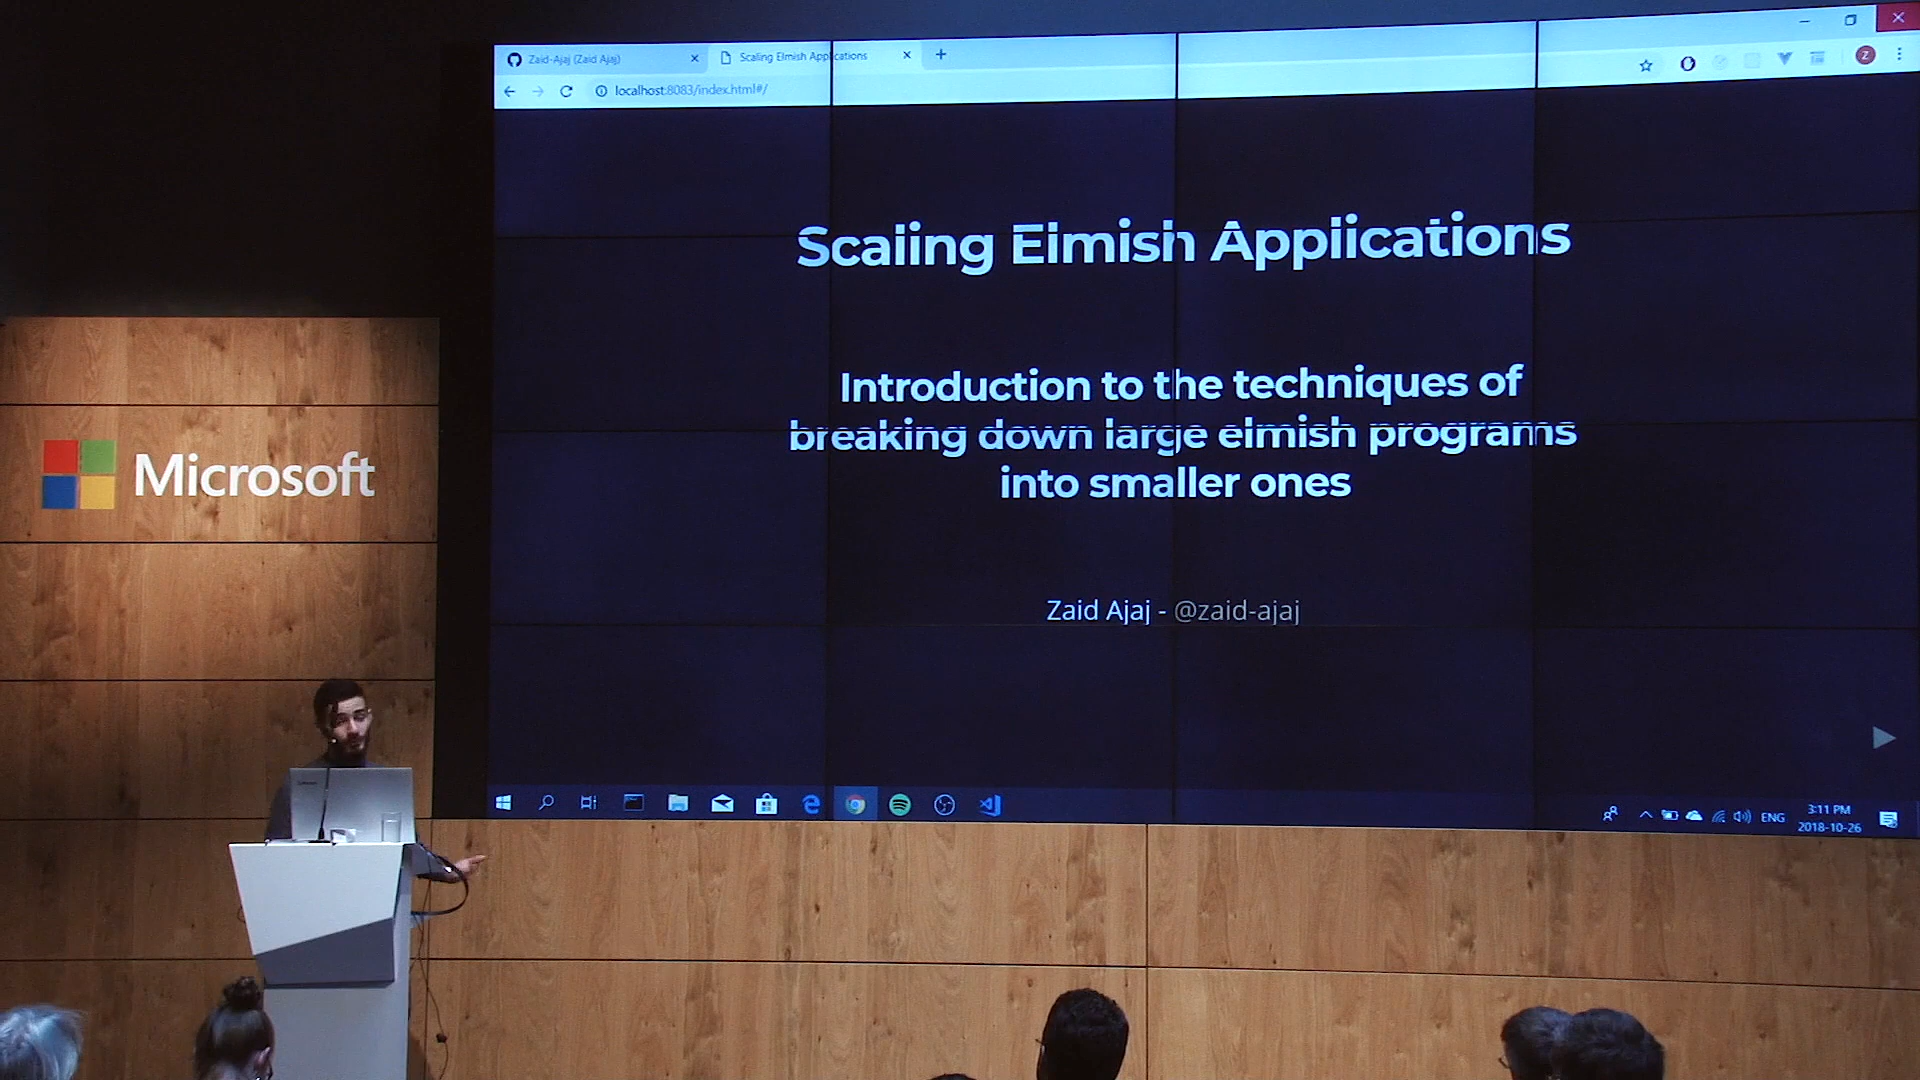 Zaid-Ajaj (Zaid Ajaj)
Scaling Elmish Applications
localhost:8083/index.html#/
Z
Scaling Elmish Applications
Introduction to the techniques of
breaking down large elmish programs
into smaller ones
Zaid Ajaj - @zaid-ajaj
Microsoft
ENG
3:11 PM
2018-10-26